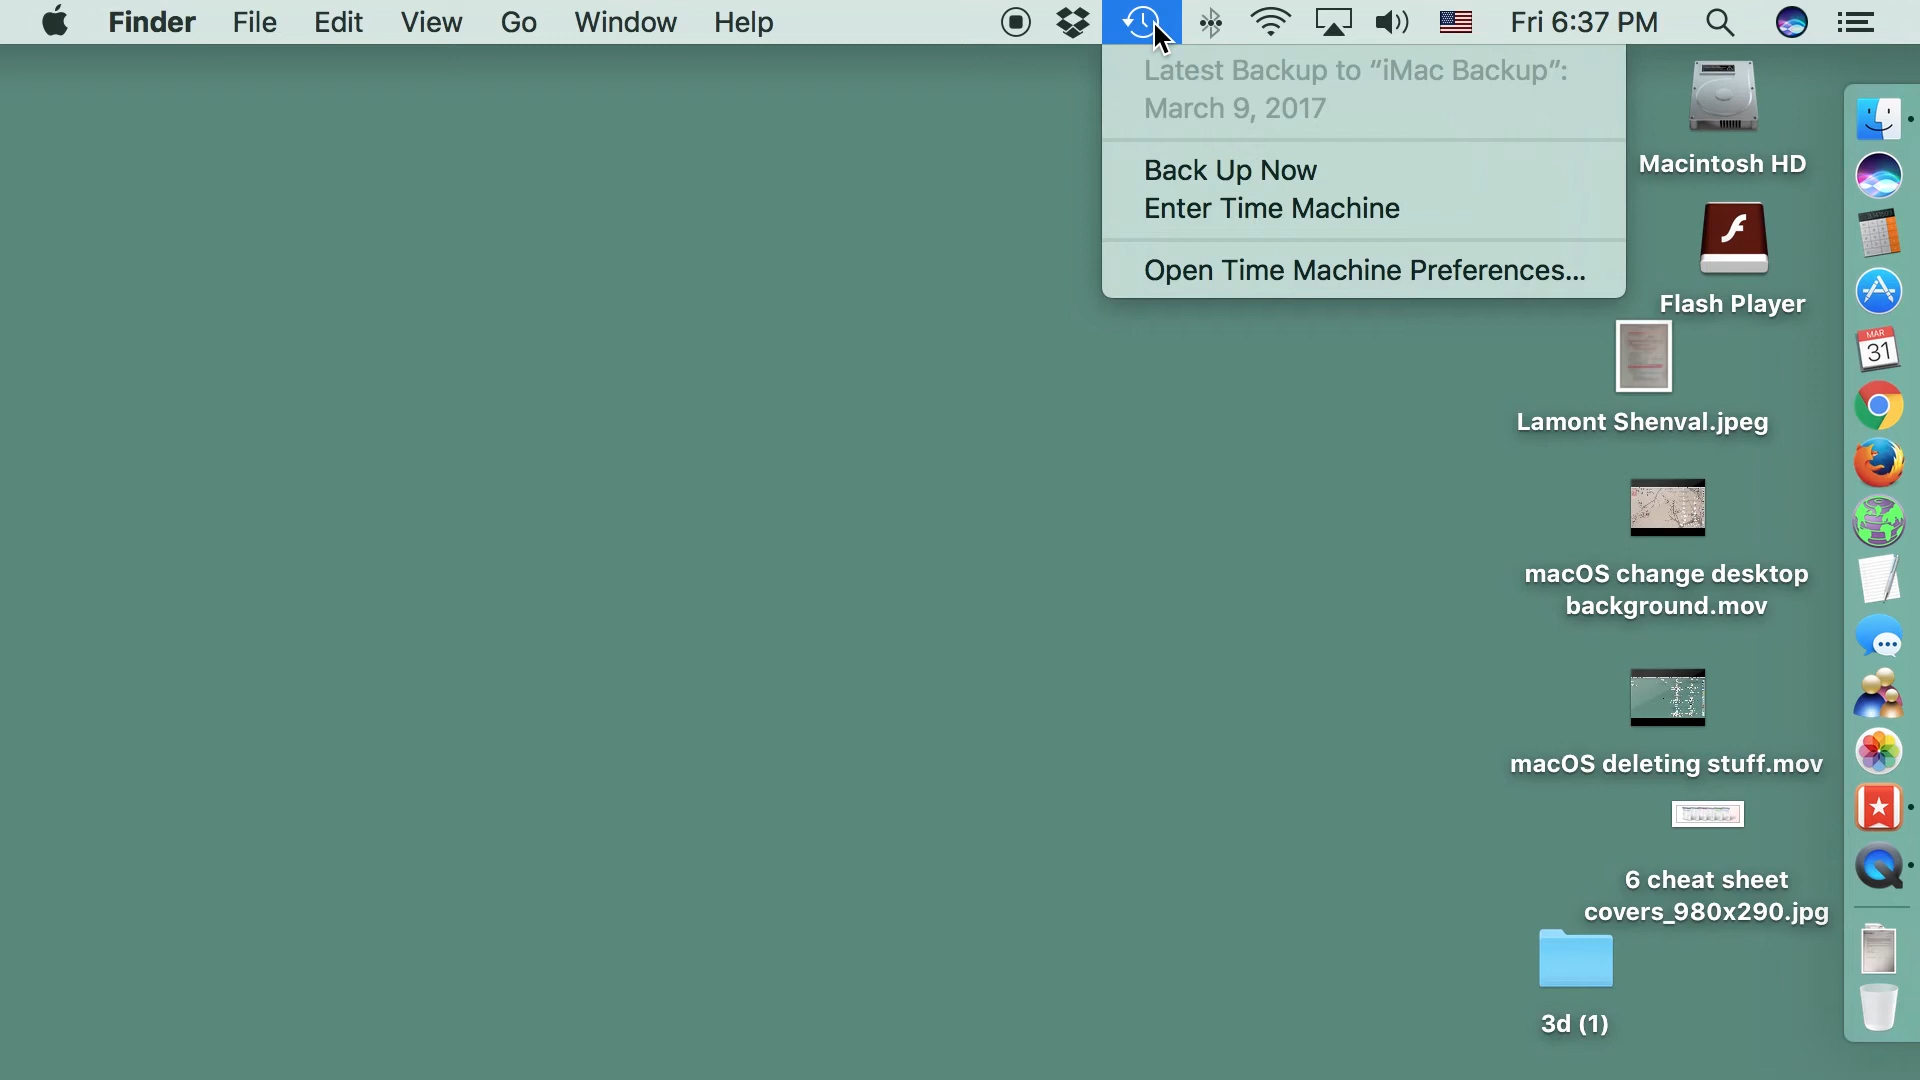 Finder File Edit View Go Window Help Fri 6:37 PM
Latest Backup to “iMac Backup”:
March 9, 2017
Back Up Now
Enter Time Machine
Open Time Machine Preferences...
Macintosh HD
Flash Player
Lamont Shenval.jpeg
macOS change desktop
background.mov
macOS deleting stuff.mov
6 cheat sheet
covers_980x290.jpg
3d (1)
MAR
31